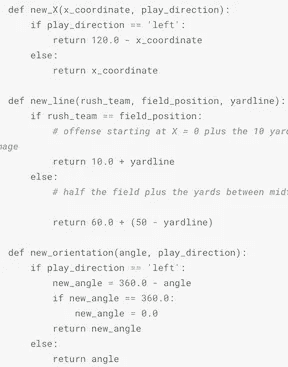 def new_X(x_coordinate, play_direction):
if play_direction == 'left':
return 120.0 - x_coordinate
else:
return x_coordinate
def new_line(rush_team, field_position, yardline):
if rush_team == field_position:
# offense starting at X = 0 plus the 10 yard
page
return 10.0 + yardline
else:
# half the field plus the yards between midf
return 60.0 + (50 - yardline)
def new_orientation(angle, play_direction):
if play_direction == 'left':
new_angle = 360.0 - angle
if new_angle == 360.0:
new_angle = 0.0
return new_angle
else:
return angle